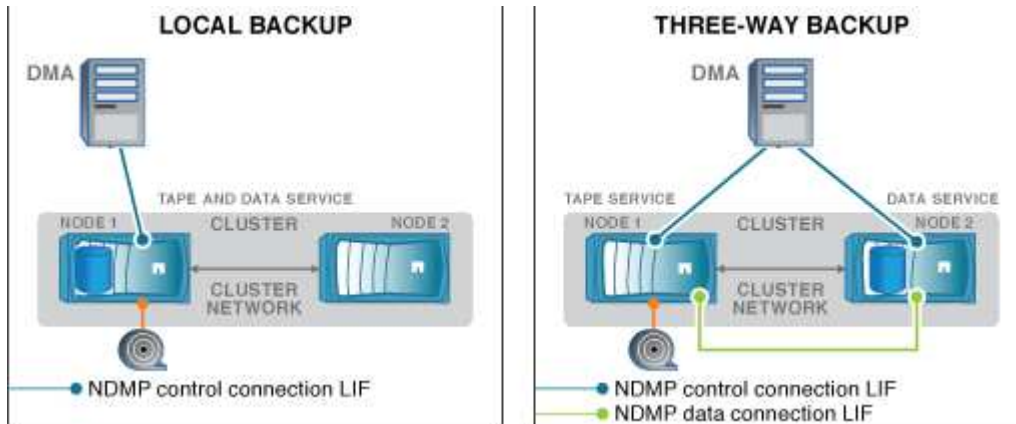 LOCAL BACKUP
DMA
TAPE AND DATA SERVICE
NODE 1
CLUSTER
NODE 2
CLUSTER
NETWORK
NDMP control connection LIF
THREE-WAY BACKUP
DMA
TAPE SERVICE
DATA SERVICE
NODE 1
CLUSTER
NODE 2
CLUSTER
NETWORK
NDMP control connection LIF
NDMP data connection LIF